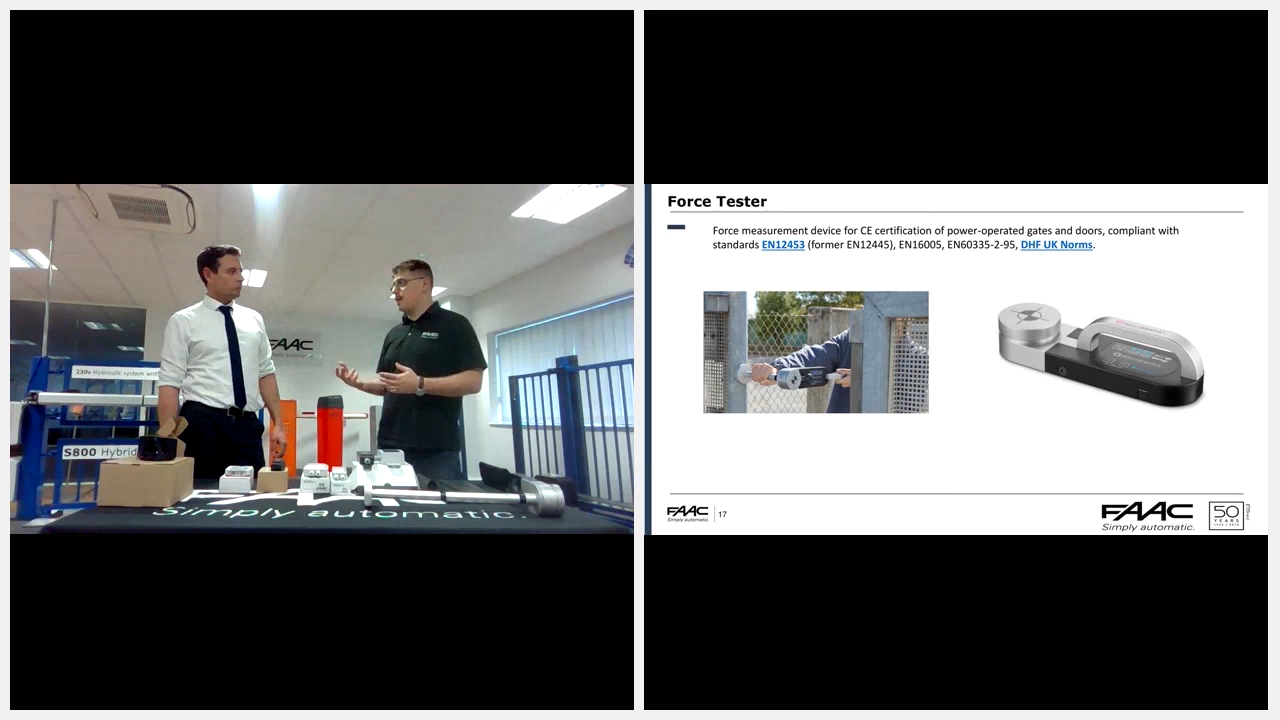 FAAC
230v Hydraulic system with
S800 Hybrid
FAAC
Simply automatic.
Force Tester
Force measurement device for CE certification of power-operated gates and doors, compliant with
standards EN12453 (former EN12445), EN16005, EN60335-2-95, DHF UK Norms.
FAAC
Simply automatic.
17
FAAC
Simply automatic.
50
YEARS